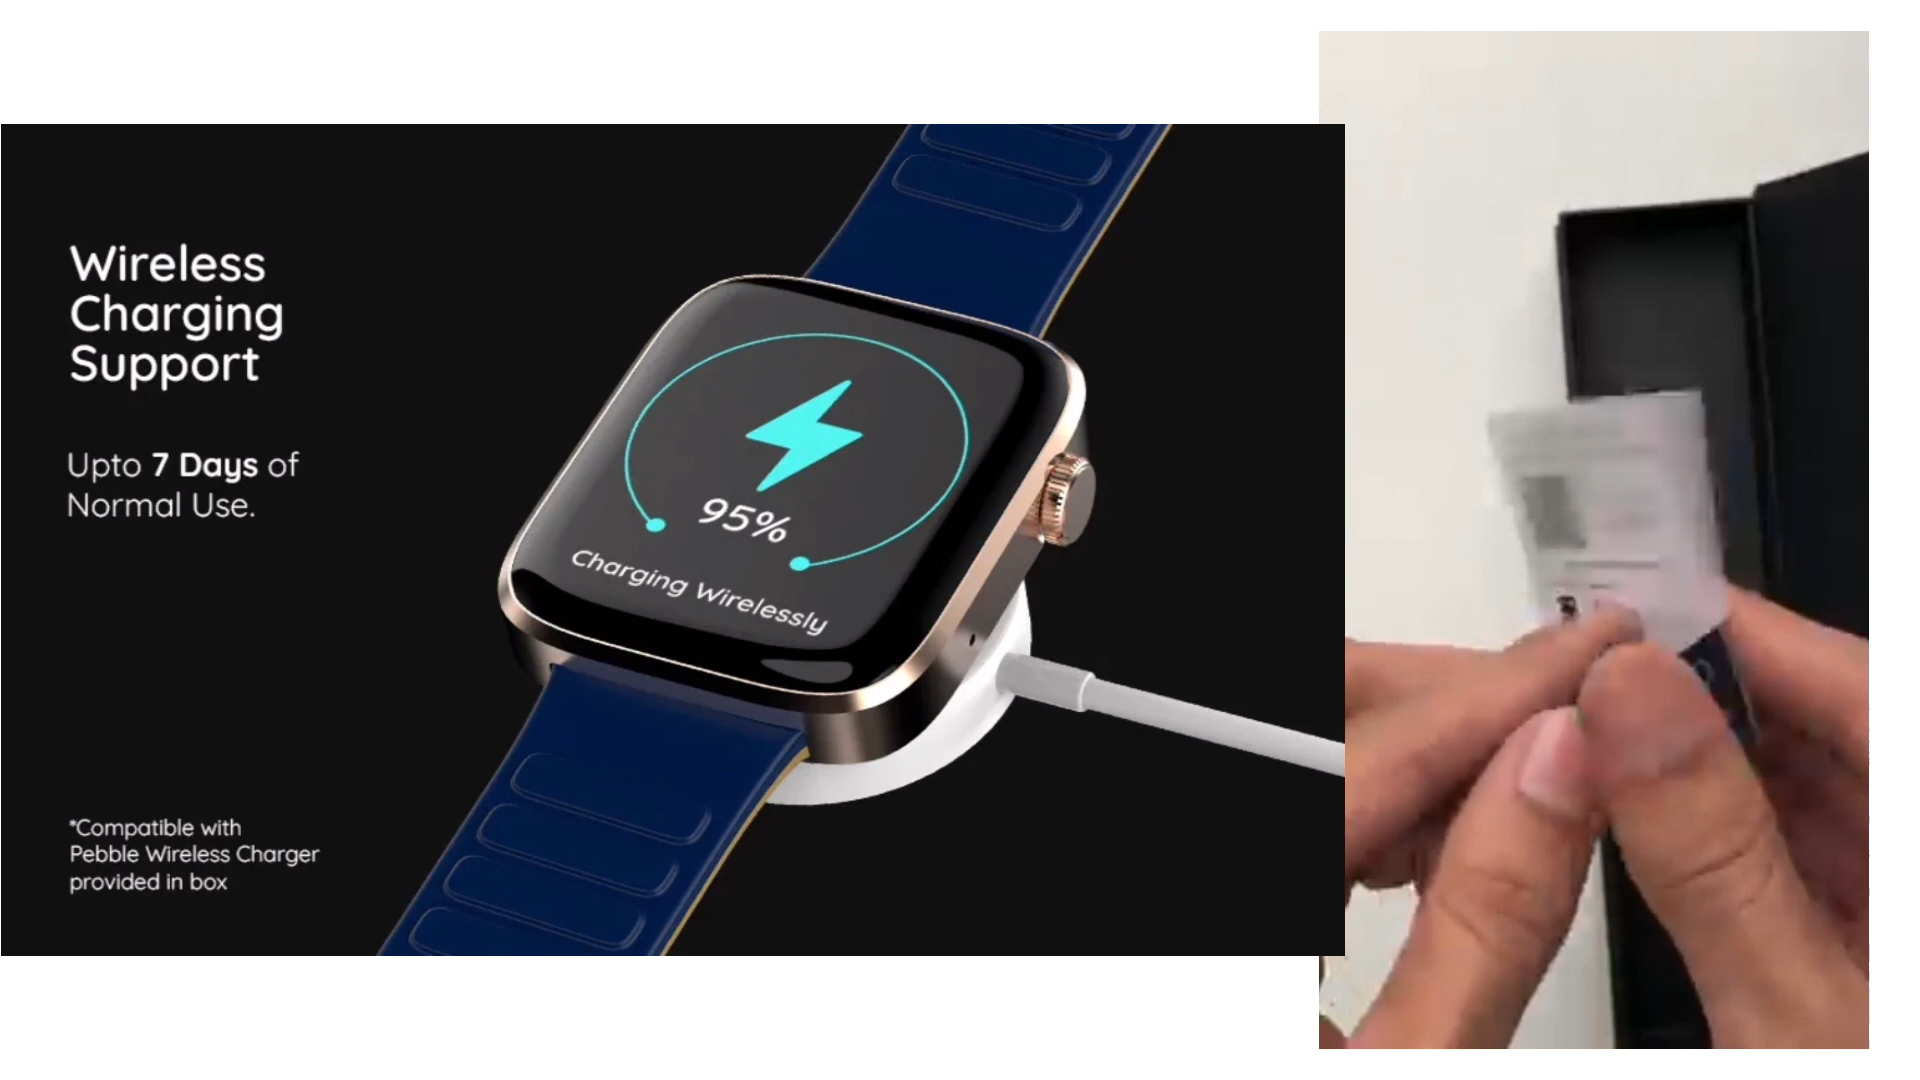 Wireless
Charging
Support
Upto 7 Days of
Normal Use.
95%
Charging Wirelessly
*Compatible with
Pebble Wireless Charger
provided in box